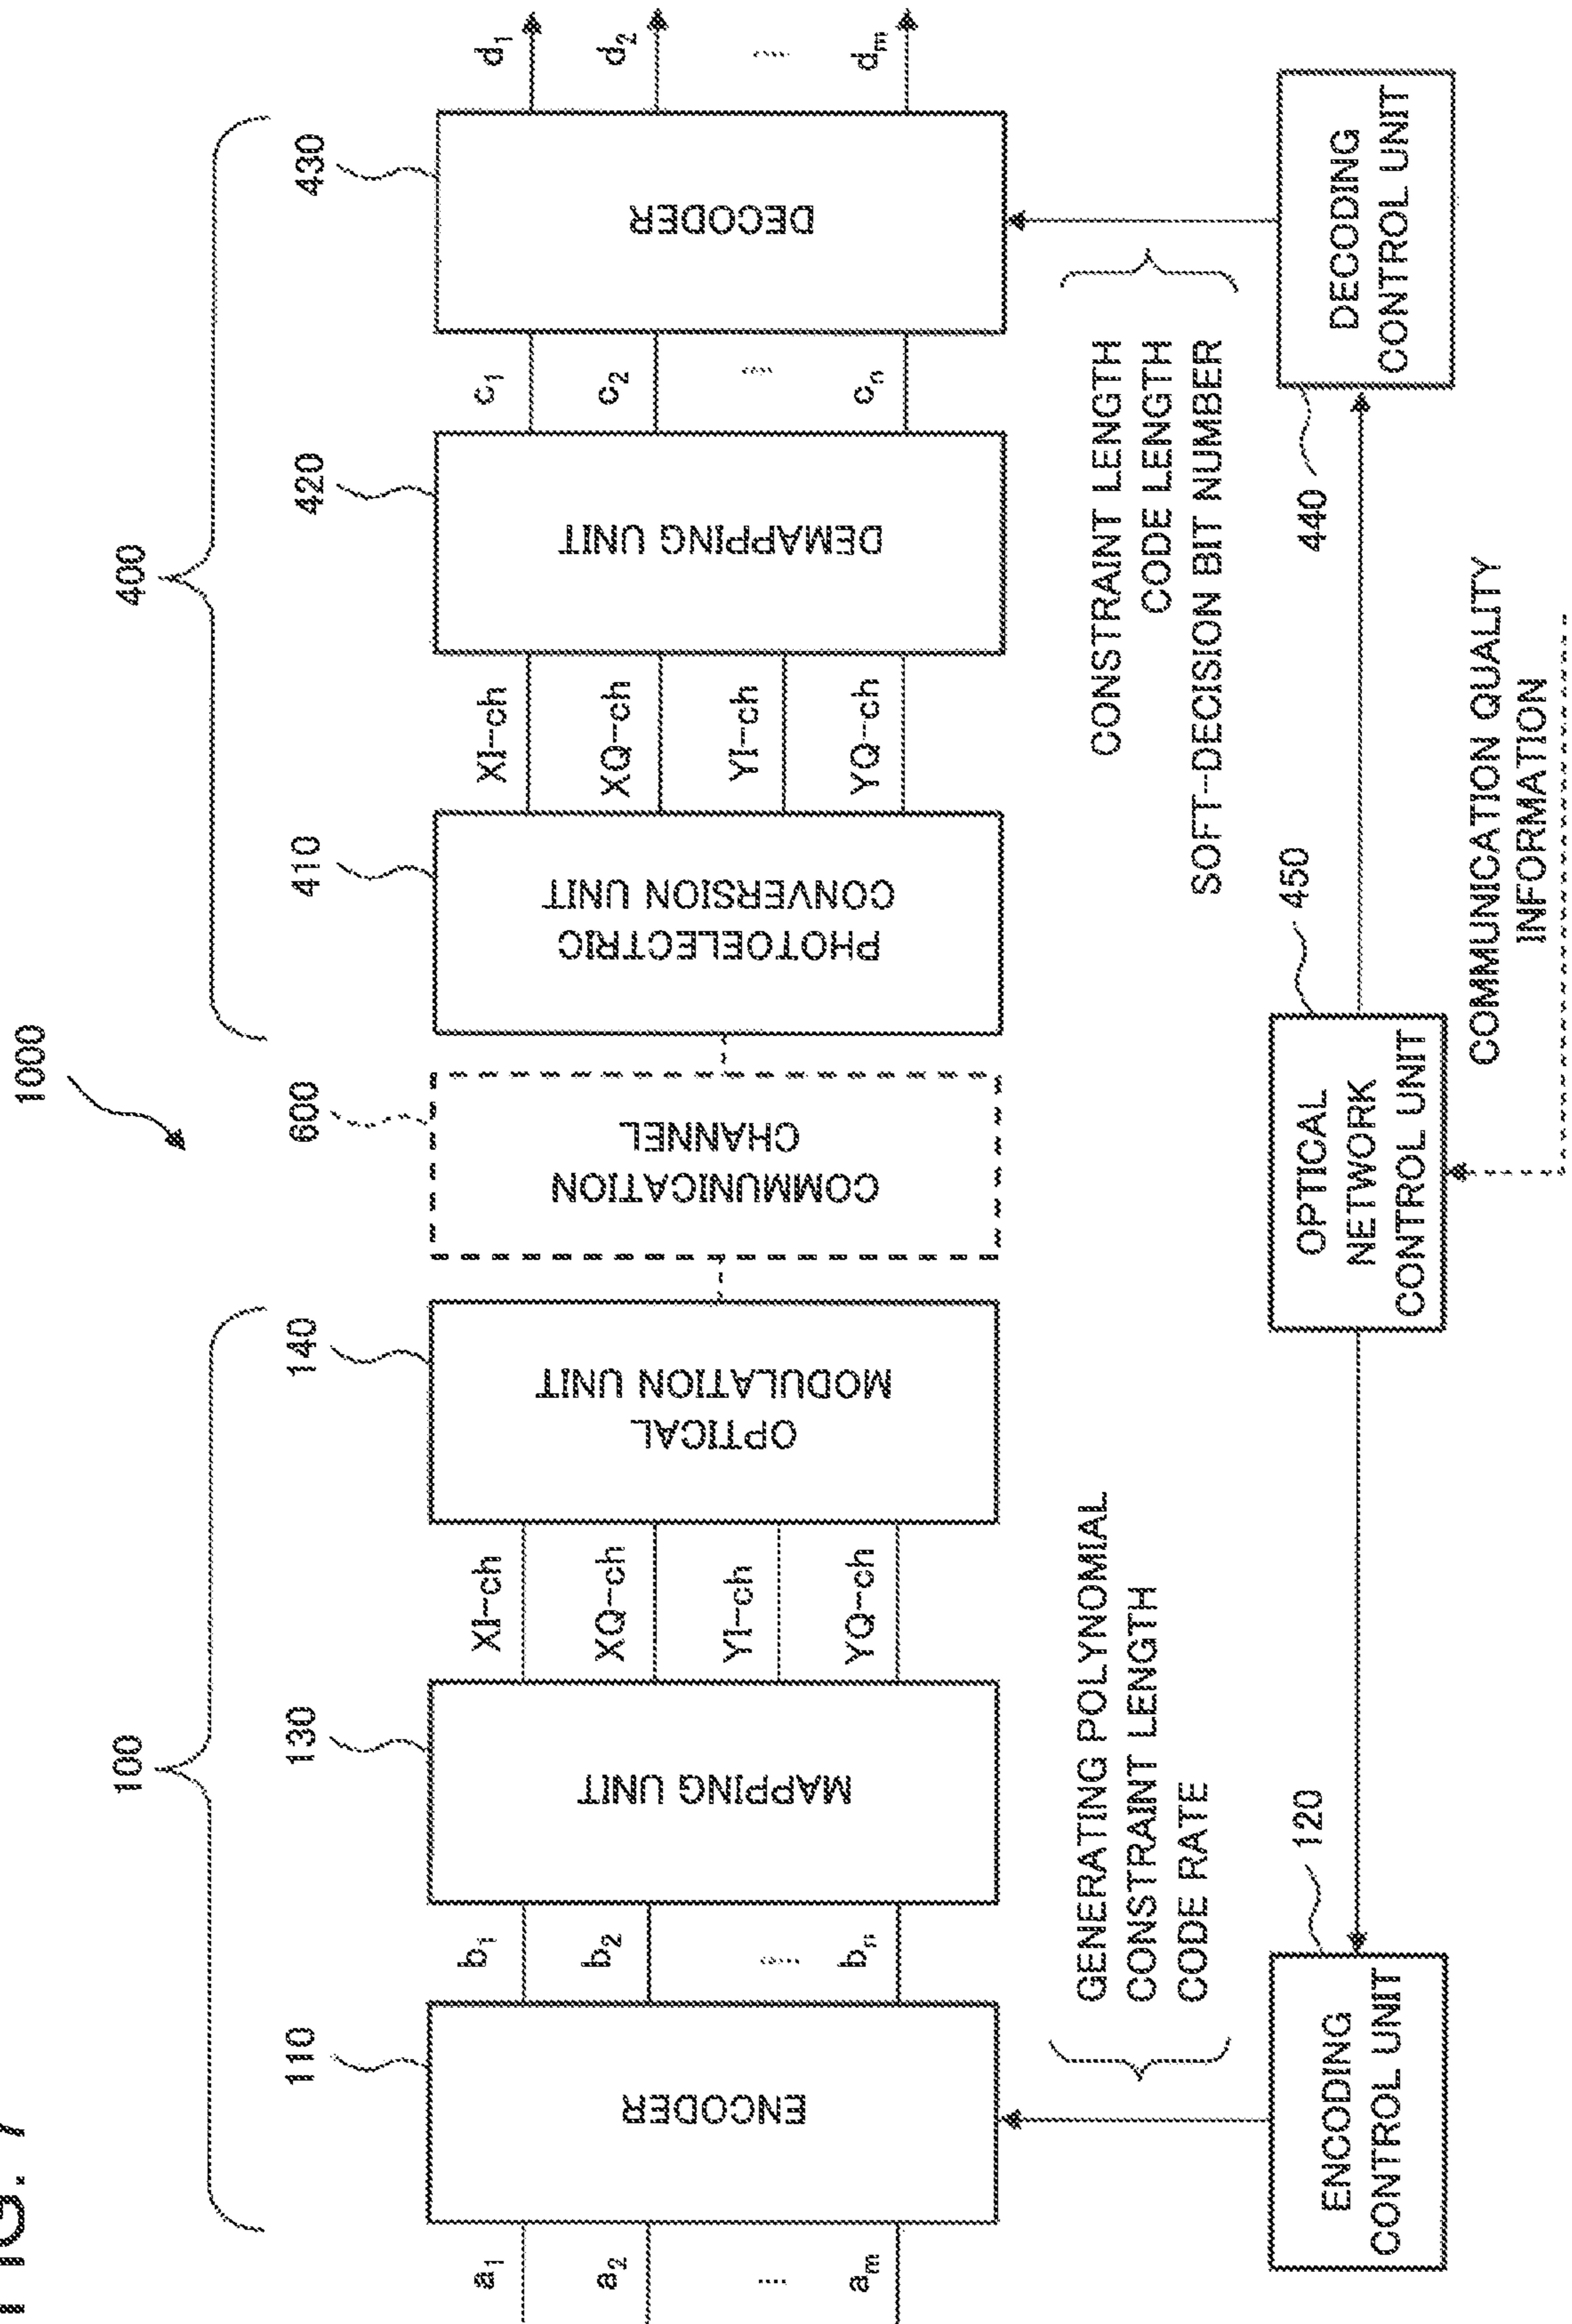 FIG. 7
1000
100
400
110
130
140
600
410
420
430
a1
a2
....
am
ENCODER
b1
b2
....
bn
MAPPING UNIT
XI-ch
XQ-ch
YI-ch
YQ-ch
OPTICAL
MODULATION UNIT
COMMUNICATION
CHANNEL
PHOTOELECTRIC
CONVERSION UNIT
XI-ch
XQ-ch
YI-ch
YQ-ch
DEMAPPING UNIT
c1
c2
....
cn
DECODER
d1
d2
....
dm
GENERATING POLYNOMIAL
CONSTRAINT LENGTH
CODE RATE
CONSTRAINT LENGTH
CODE LENGTH
SOFT-DECISION BIT NUMBER
120
ENCODING
CONTROL UNIT
450
OPTICAL
NETWORK
CONTROL UNIT
440
DECODING
CONTROL UNIT
COMMUNICATION QUALITY
INFORMATION